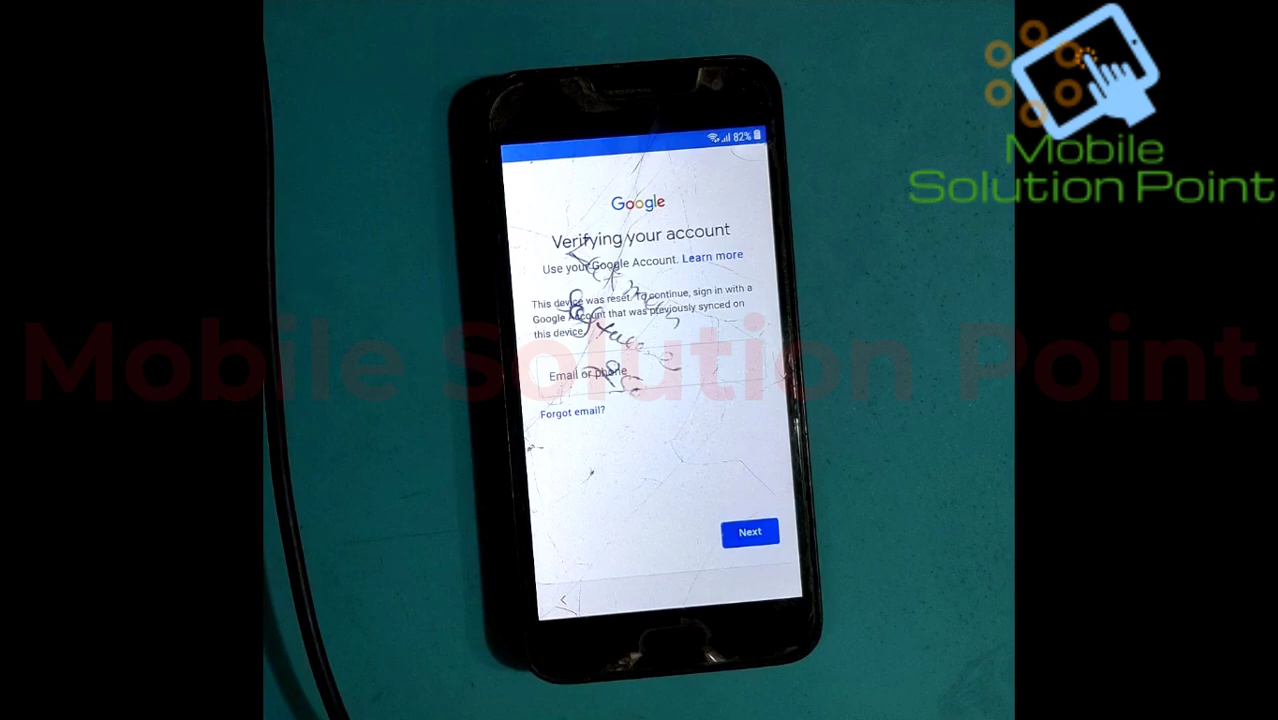 Mobile
Solution Point
82%
Google
Verifying your account
Use your Google Account. Learn more
This device was reset. To continue, sign in with a
Google Account that was previously synced on
this device.
Mobile Solution Point
Email or phone
Forgot email?
Next